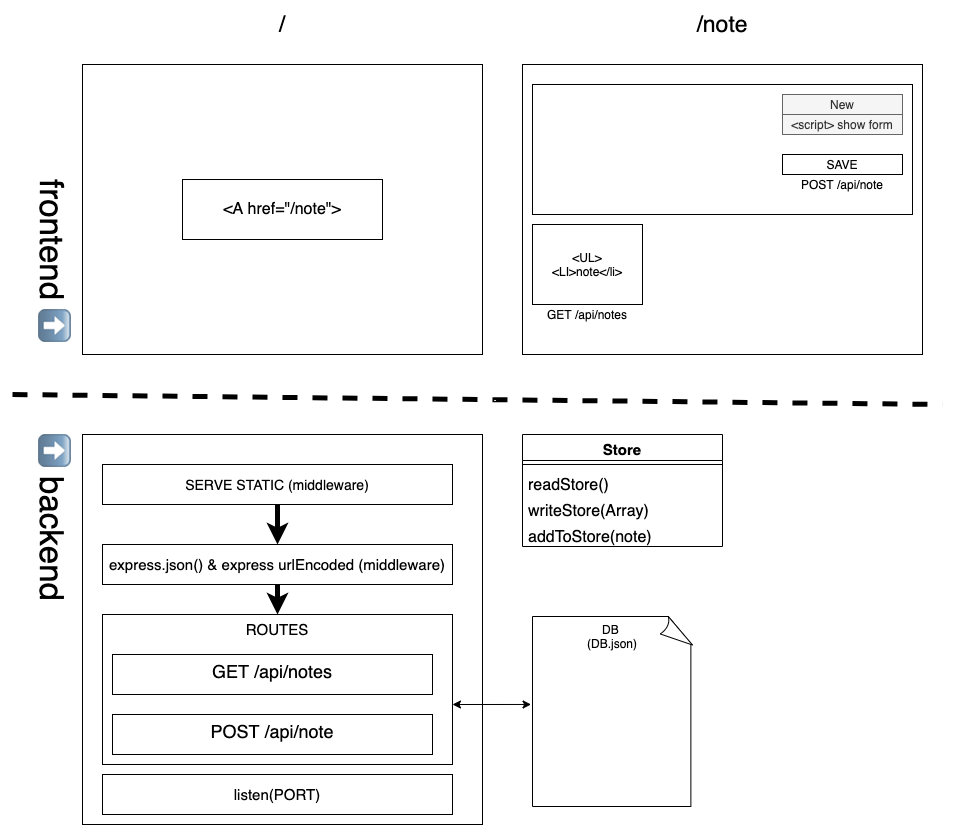 /
/note
<A href="/note">
New
<script> show form
SAVE
POST /api/note
<UL>
<LI>note</li>
GET /api/notes
frontend ➡️
➡️ backend
SERVE STATIC (middleware)
express.json() & express urlEncoded (middleware)
ROUTES
GET /api/notes
POST /api/note
listen(PORT)
Store
readStore()
writeStore(Array)
addToStore(note)
DB
(DB.json)